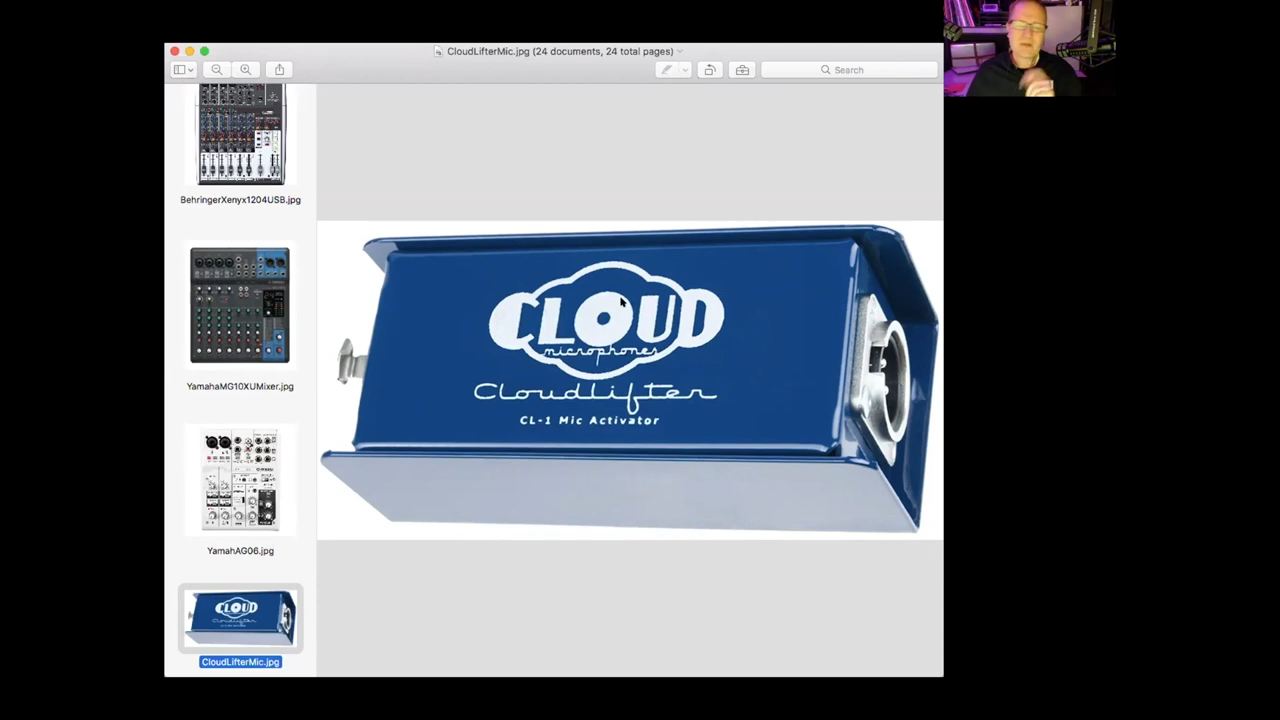 CloudLifterMic.jpg (24 documents, 24 total pages)
Search
BehringerXenyx1204USB.jpg
YamahaMG10XUMixer.jpg
YamahAG06.jpg
CLOUD
CloudLifterMic.jpg
CLOUD
microphones
Cloudlifter
CL-1 Mic Activator